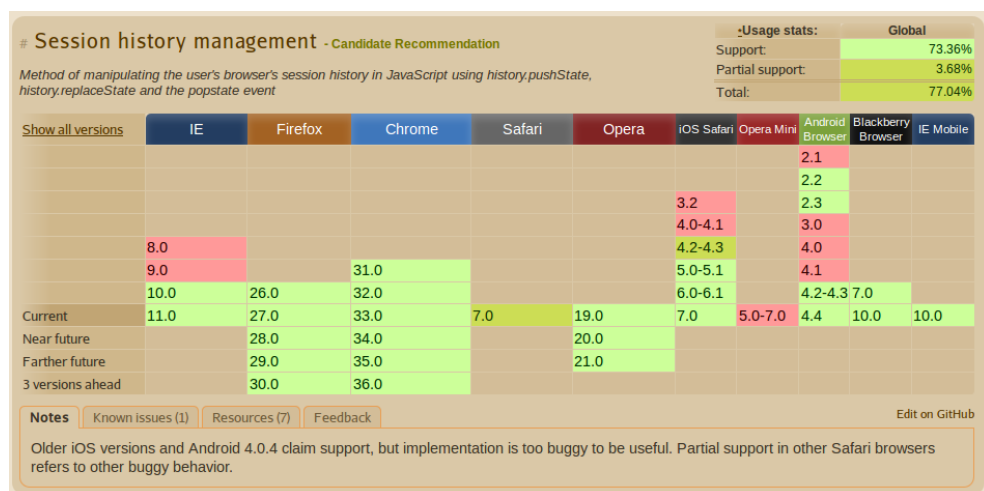 # Session history management - Candidate Recommendation
Method of manipulating the user's browser's session history in JavaScript using history.pushState,
history.replaceState and the popstate event
•Usage stats: Global
Support: 73.36%
Partial support: 3.68%
Total: 77.04%
Show all versions IE Firefox Chrome Safari Opera iOS Safari Opera Mini Android Browser Blackberry Browser IE Mobile
2.1
2.2
3.2 2.3
4.0-4.1 3.0
8.0 4.2-4.3 4.0
9.0 31.0 5.0-5.1 4.1
10.0 26.0 32.0 6.0-6.1 4.2-4.3 7.0
Current 11.0 27.0 33.0 7.0 19.0 7.0 5.0-7.0 4.4 10.0 10.0
Near future 28.0 34.0 20.0
Farther future 29.0 35.0 21.0
3 versions ahead 30.0 36.0
Notes Known issues (1) Resources (7) Feedback Edit on GitHub
Older iOS versions and Android 4.0.4 claim support, but implementation is too buggy to be useful. Partial support in other Safari browsers
refers to other buggy behavior.